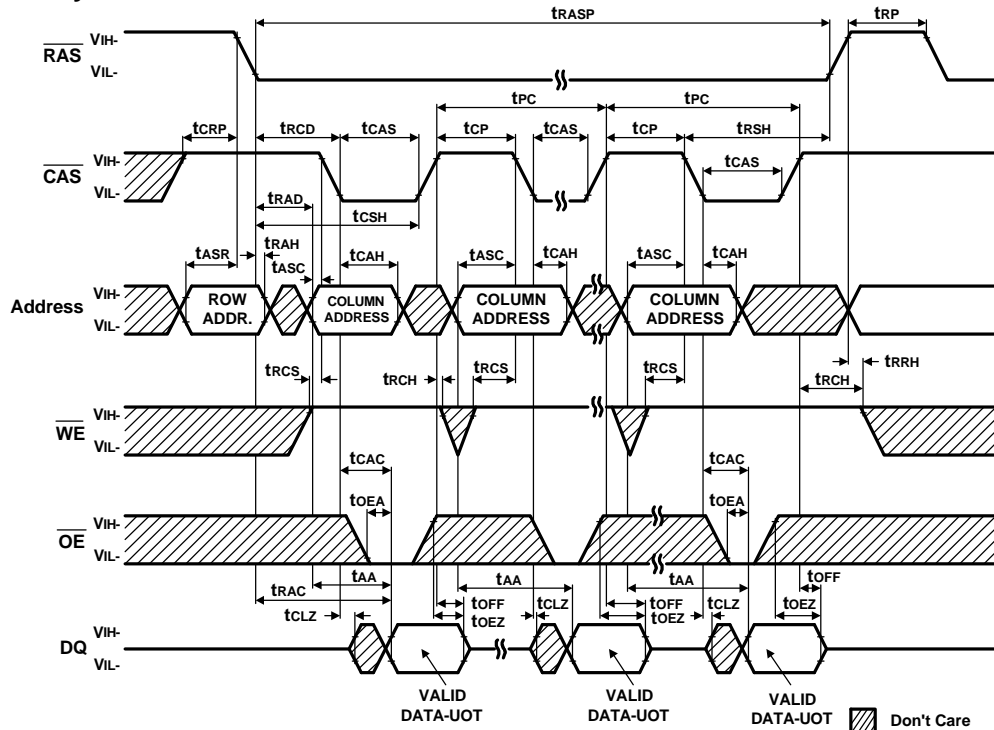 tRASP
tRP
RAS
VIH-
VIL-
tPC
tPC
tCRP
tRCD
tCAS
tCP
tCAS
tCP
tRSH
CAS
VIH-
VIL-
tCAS
tRAD
tCSH
tASR
tRAH
tASC
tCAH
tASC
tCAH
tASC
tCAH
Address
VIH-
VIL-
ROW
ADDR.
COLUMN
ADDRESS
COLUMN
ADDRESS
COLUMN
ADDRESS
tRCS
tRCH
tRCS
tRCS
tRCH
tRRH
WE
VIH-
VIL-
tCAC
tCAC
tOEA
tOEA
OE
VIH-
VIL-
tAA
tAA
tAA
tOFF
tRAC
tOFF
tOFF
tCLZ
tOEZ
tCLZ
tOEZ
tCLZ
tOEZ
DQ
VIH-
VIL-
VALID
DATA-UOT
VALID
DATA-UOT
VALID
DATA-UOT
Don't Care